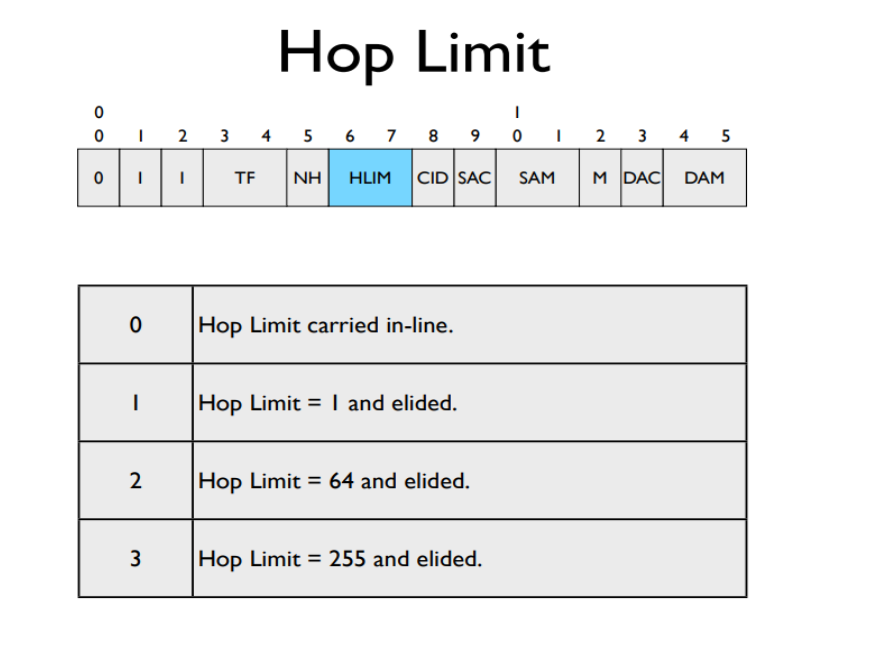 Hop Limit
0 1
0 1 2 3 4 5 6 7 8 9 0 1 2 3 4 5
0 1 1 TF NH HLIM CID SAC SAM M DAC DAM
0 Hop Limit carried in-line.
1 Hop Limit = 1 and elided.
2 Hop Limit = 64 and elided.
3 Hop Limit = 255 and elided.